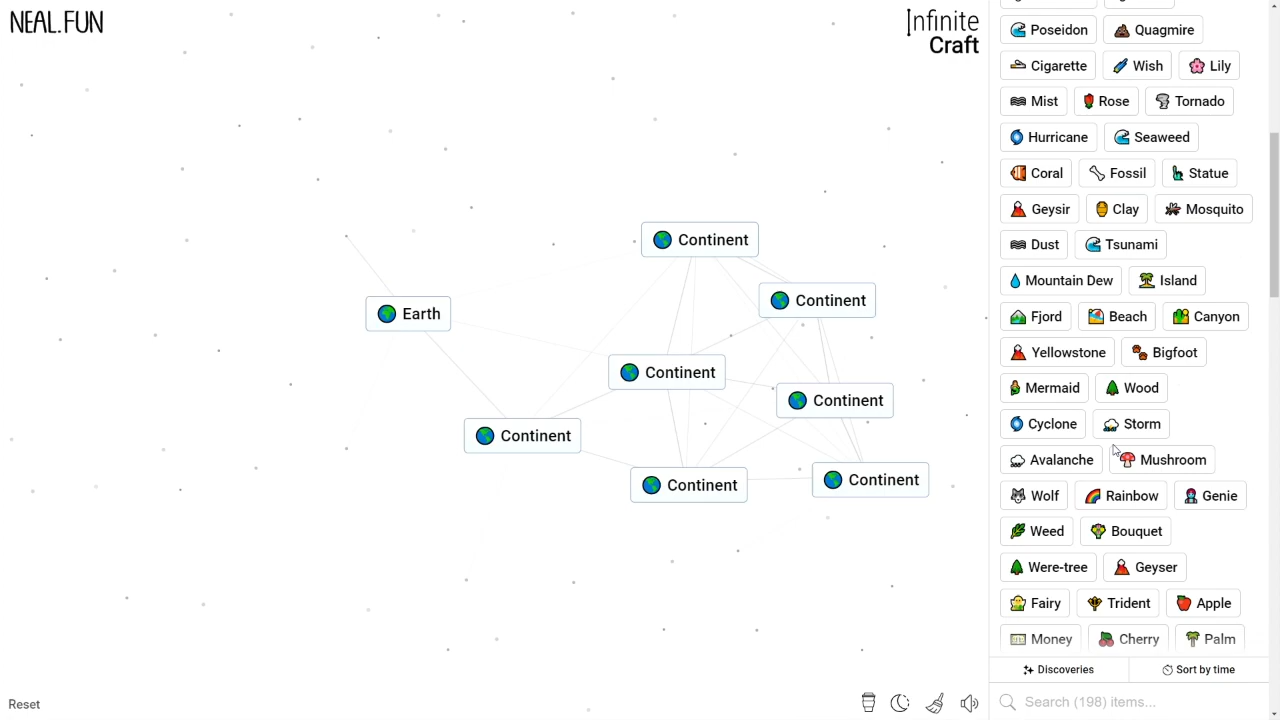 NEAL.FUN
Infinite
Craft
Continent
Continent
Earth
Continent
Continent
Continent
Continent
Continent
Reset
Poseidon Quagmire
Cigarette Wish Lily
Mist Rose Tornado
Hurricane Seaweed
Coral Fossil Statue
Geysir Clay Mosquito
Dust Tsunami
Mountain Dew Island
Fjord Beach Canyon
Yellowstone Bigfoot
Mermaid Wood
Cyclone Storm
Avalanche Mushroom
Wolf Rainbow Genie
Weed Bouquet
Were-tree Geyser
Fairy Trident Apple
Money Cherry Palm
Discoveries Sort by time
Search (198) items...